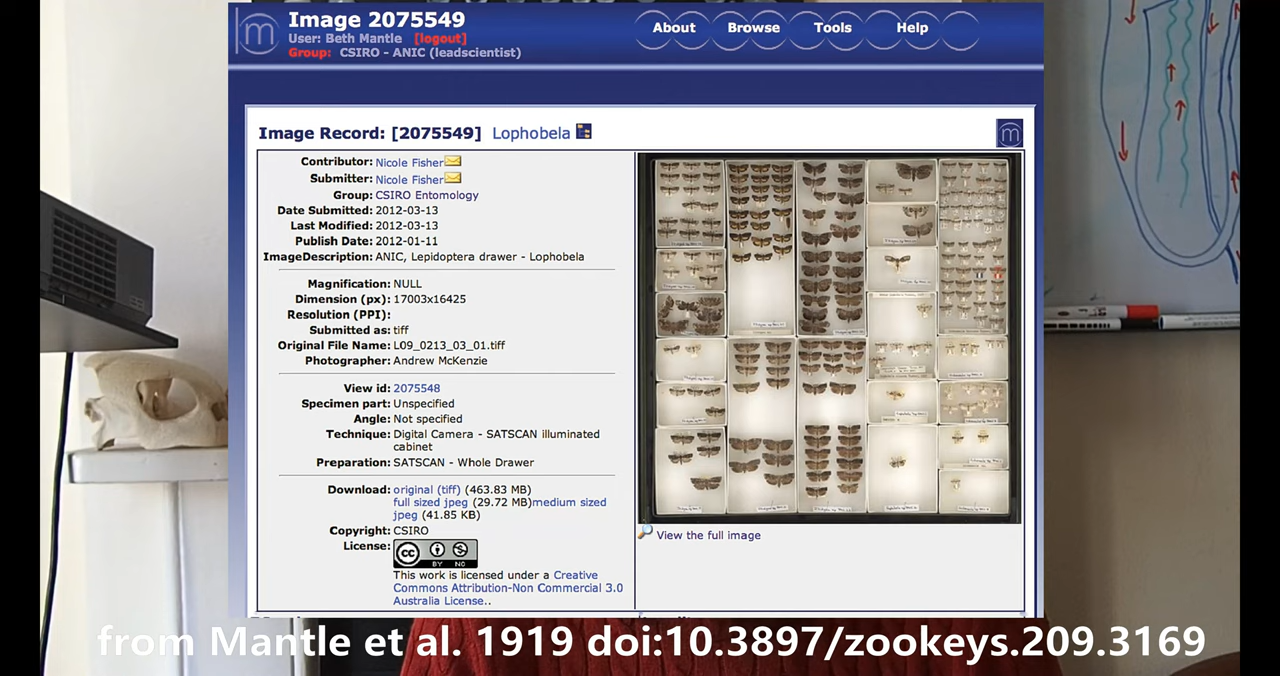 m
Image 2075549
User: Beth Mantle [logout]
Group: CSIRO - ANIC (leadscientist)
About Browse Tools Help
Image Record: [2075549] Lophobela
m
Contributor: Nicole Fisher
Submitter: Nicole Fisher
Group: CSIRO Entomology
Date Submitted: 2012-03-13
Last Modified: 2012-03-13
Publish Date: 2012-01-11
ImageDescription: ANIC, Lepidoptera drawer - Lophobela
Magnification: NULL
Dimension (px): 17003x16425
Resolution (PPI):
Submitted as: tiff
Original File Name: L09_0213_03_01.tiff
Photographer: Andrew McKenzie
View id: 2075548
Specimen part: Unspecified
Angle: Not specified
Technique: Digital Camera - SATSCAN illuminated
cabinet
Preparation: SATSCAN - Whole Drawer
Download: original (tiff) (463.83 MB)
full sized jpeg (29.72 MB)medium sized
jpeg (41.85 KB)
Copyright: CSIRO
License:
cc
BY NC
This work is licensed under a Creative
Commons Attribution-Non Commercial 3.0
Australia License..
View the full image
from Mantle et al. 1919 doi:10.3897/zookeys.209.3169